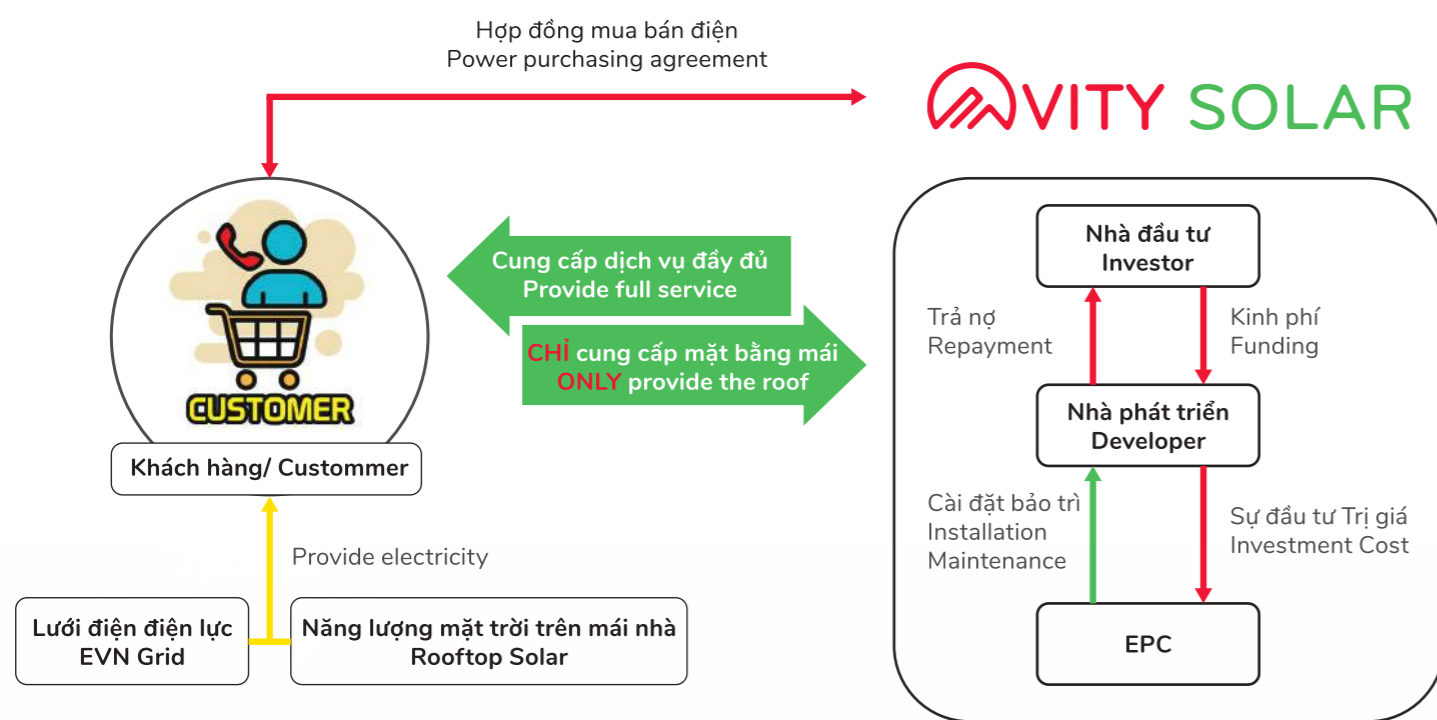 Hợp đồng mua bán điện
Power purchasing agreement
VITY SOLAR
Cung cấp dịch vụ đầy đủ
Provide full service
CHỈ cung cấp mặt bằng mái
ONLY provide the roof
CUSTOMER
Khách hàng/ Custommer
Provide electricity
Lưới điện điện lực
EVN Grid
Năng lượng mặt trời trên mái nhà
Rooftop Solar
Nhà đầu tư
Investor
Trả nợ
Repayment
Kinh phí
Funding
Nhà phát triển
Developer
Cài đặt bảo trì
Installation
Maintenance
Sự đầu tư Trị giá
Investment Cost
EPC